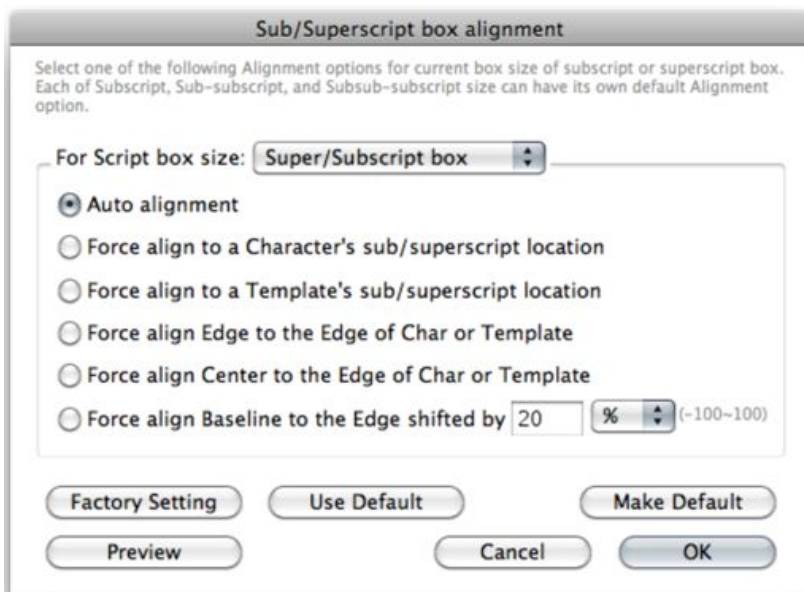 Sub/Superscript box alignment
Select one of the following Alignment options for current box size of subscript or superscript box.
Each of Subscript, Sub-subscript, and Subsub-subscript size can have its own default Alignment
option.
For Script box size: Super/Subscript box
Auto alignment
Force align to a Character's sub/superscript location
Force align to a Template's sub/superscript location
Force align Edge to the Edge of Char or Template
Force align Center to the Edge of Char or Template
Force align Baseline to the Edge shifted by 20 % (-100~100)
Factory Setting Use Default Make Default
Preview Cancel OK